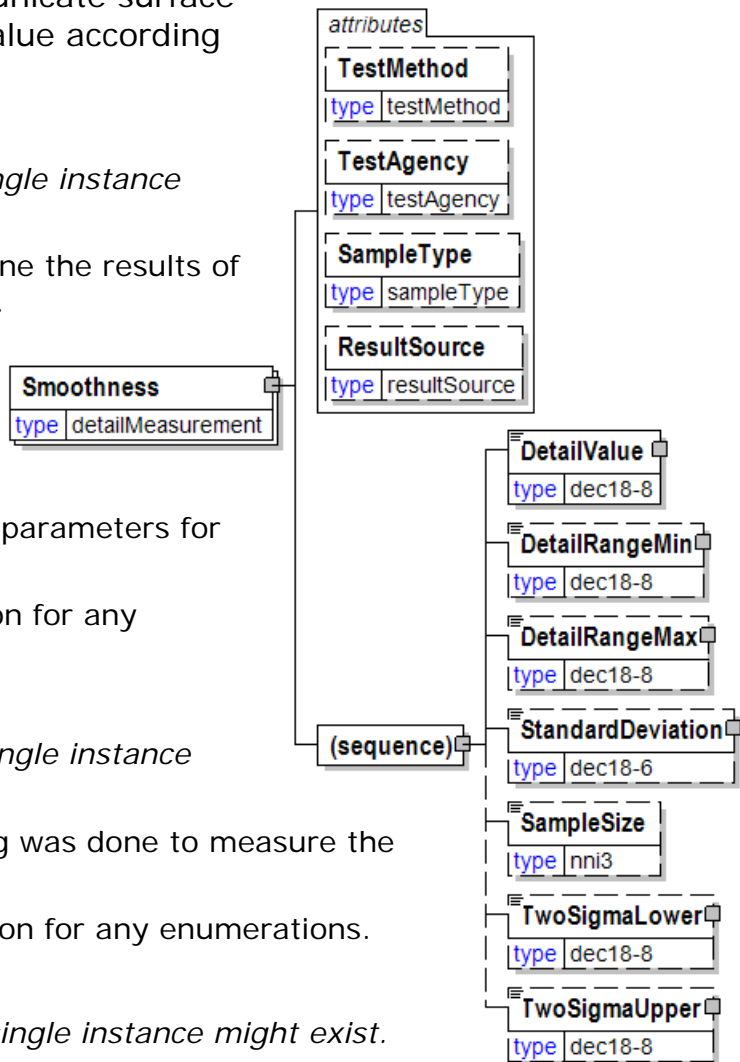 unicate surface
alue according
ngle instance
ne the results of
parameters for
on for any
ngle instance
g was done to measure the
on for any enumerations.
single instance might exist.
Smoothness
type detailMeasurement
attributes
TestMethod
type testMethod
TestAgency
type testAgency
SampleType
type sampleType
ResultSource
type resultSource
(sequence)
DetailValue
type dec18-8
DetailRangeMin
type dec18-8
DetailRangeMax
type dec18-8
StandardDeviation
type dec18-6
SampleSize
type nni3
TwoSigmaLower
type dec18-8
TwoSigmaUpper
type dec18-8